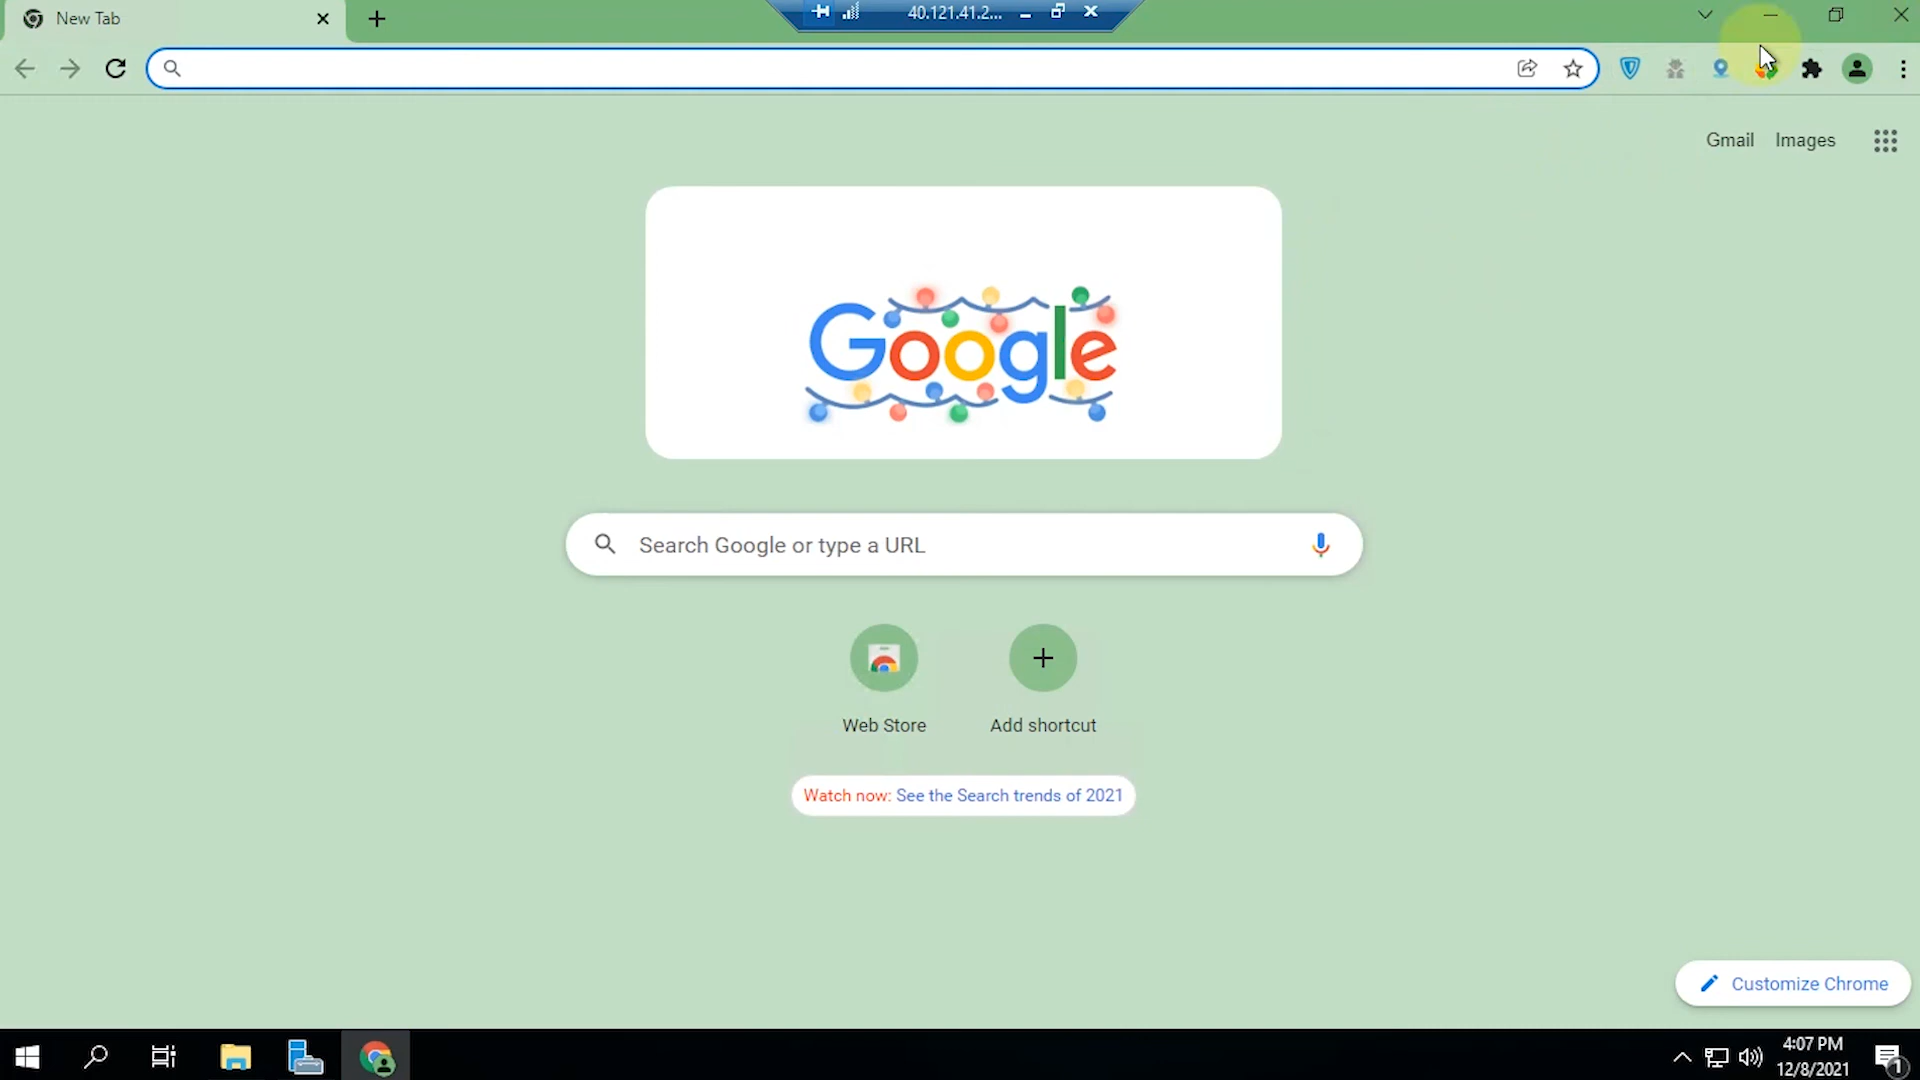 New Tab
40.121.41.2...
Gmail Images
Google
Search Google or type a URL
Web Store
Add shortcut
Watch now: See the Search trends of 2021
Customize Chrome
4:07 PM
12/8/2021
1